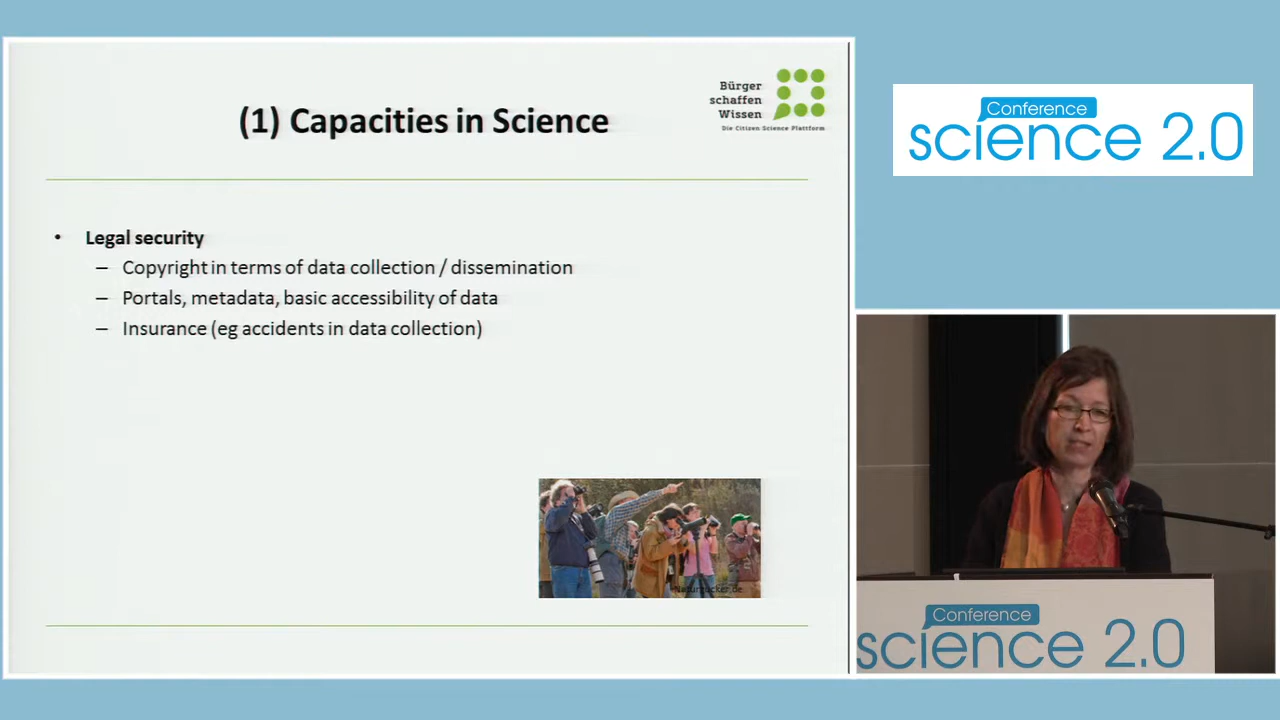 (1) Capacities in Science
Bürger
schaffen
Wissen
Die Citizen Science Plattform
• Legal security
– Copyright in terms of data collection / dissemination
– Portals, metadata, basic accessibility of data
– Insurance (eg accidents in data collection)
Naturgucker.de
Conference
science 2.0
Conference
science 2.0